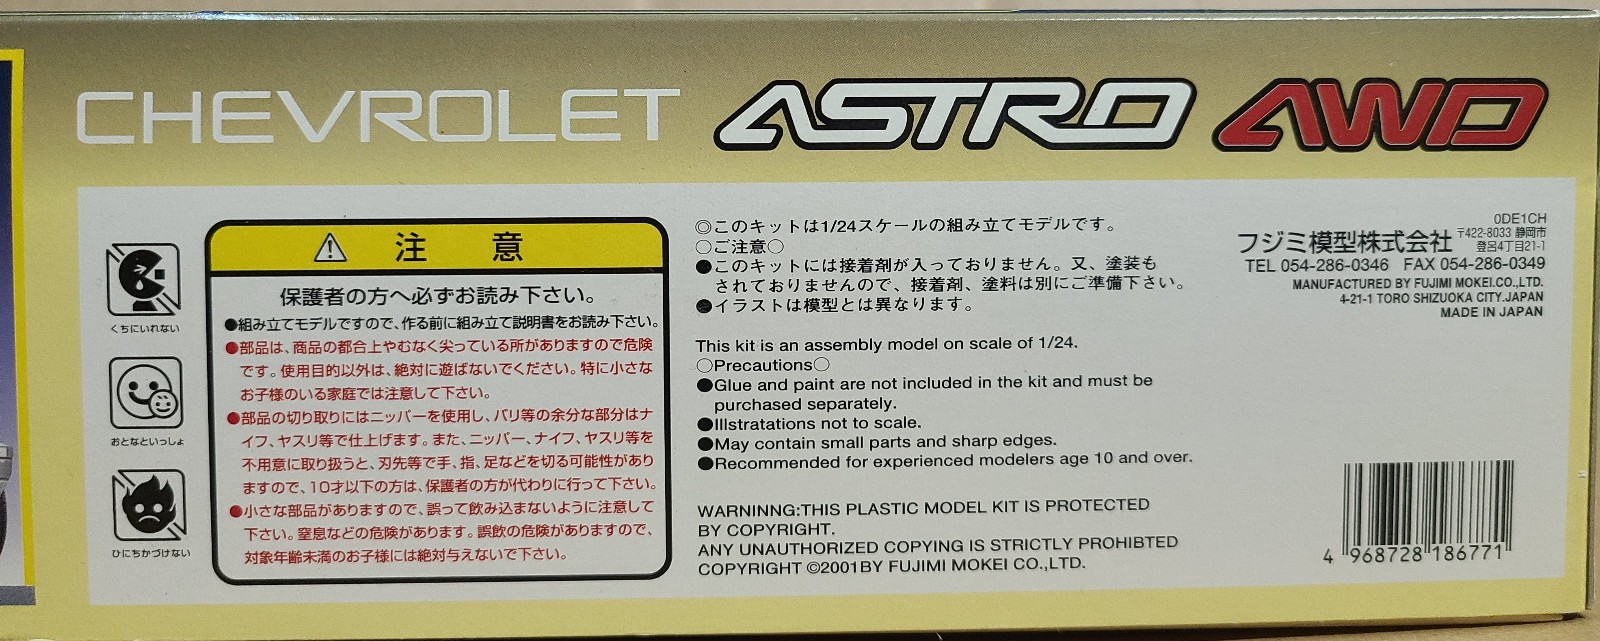 CHEVROLET ASTRO AWD
くちにいれない
おとなといっしょ
ひにちかづけない
注 意
保護者の方へ必ずお読み下さい。
●組み立てモデルですので、作る前に組み立て説明書をお読み下さい。
●部品は、商品の都合上やむなく尖っている所がありますので危険
です。使用目的以外は、絶対に遊ばないでください。特に小さな
お子様のいる家庭では注意して下さい。
●部品の切り取りにはニッパーを使用し、バリ等の余分な部分はナ
イフ、ヤスリ等で仕上げます。また、ニッパー、ナイフ、ヤスリ等を
不用意に取り扱うと、刃先等で手、指、足などを切る可能性があり
ますので、10才以下の方は、保護者の方が代わりに行って下さい。
●小さな部品がありますので、誤って飲み込まないように注意して
下さい。窒息などの危険があります。誤飲の危険がありますので、
対象年齢未満のお子様には絶対与えないで下さい。
◎このキットは1/24スケールの組み立てモデルです。
○ご注意○
●このキットには接着剤が入っておりません。又、塗装も
されておりませんので、接着剤、塗料は別にご準備下さい。
●イラストは模型とは異なります。
This kit is an assembly model on scale of 1/24.
○Precautions○
●Glue and paint are not included in the kit and must be
purchased separately.
●Illstratations not to scale.
●May contain small parts and sharp edges.
●Recommended for experienced modelers age 10 and over.
WARNINNG:THIS PLASTIC MODEL KIT IS PROTECTED
BY COPYRIGHT.
ANY UNAUTHORIZED COPYING IS STRICTLY PROHIBTED
COPYRIGHT ©2001BY FUJIMI MOKEI CO.,LTD.
0DE1CH
フジミ模型株式会社 〒422-8033 静岡市
登呂4丁目21-1
TEL 054-286-0346 FAX 054-286-0349
MANUFACTURED BY FUJIMI MOKEI.CO.,LTD.
4-21-1 TORO SHIZUOKA CITY.JAPAN
MADE IN JAPAN
4 968728 186771